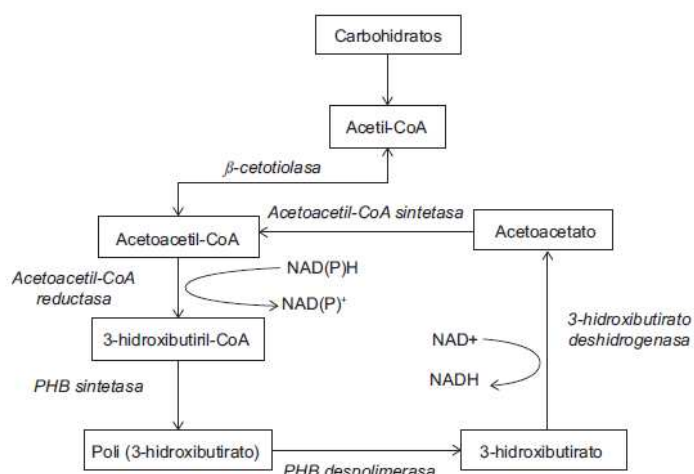 Carbohidratos
Acetil-CoA
β-cetotiolasa
Acetoacetil-CoA sintetasa
Acetoacetil-CoA
Acetoacetato
Acetoacetil-CoA
reductasa
NAD(P)H
NAD(P)⁺
3-hidroxibutirato
deshidrogenasa
3-hidroxibutiril-CoA
NAD+
NADH
PHB sintetasa
Poli (3-hidroxibutirato)
PHB despolimerasa
3-hidroxibutirato